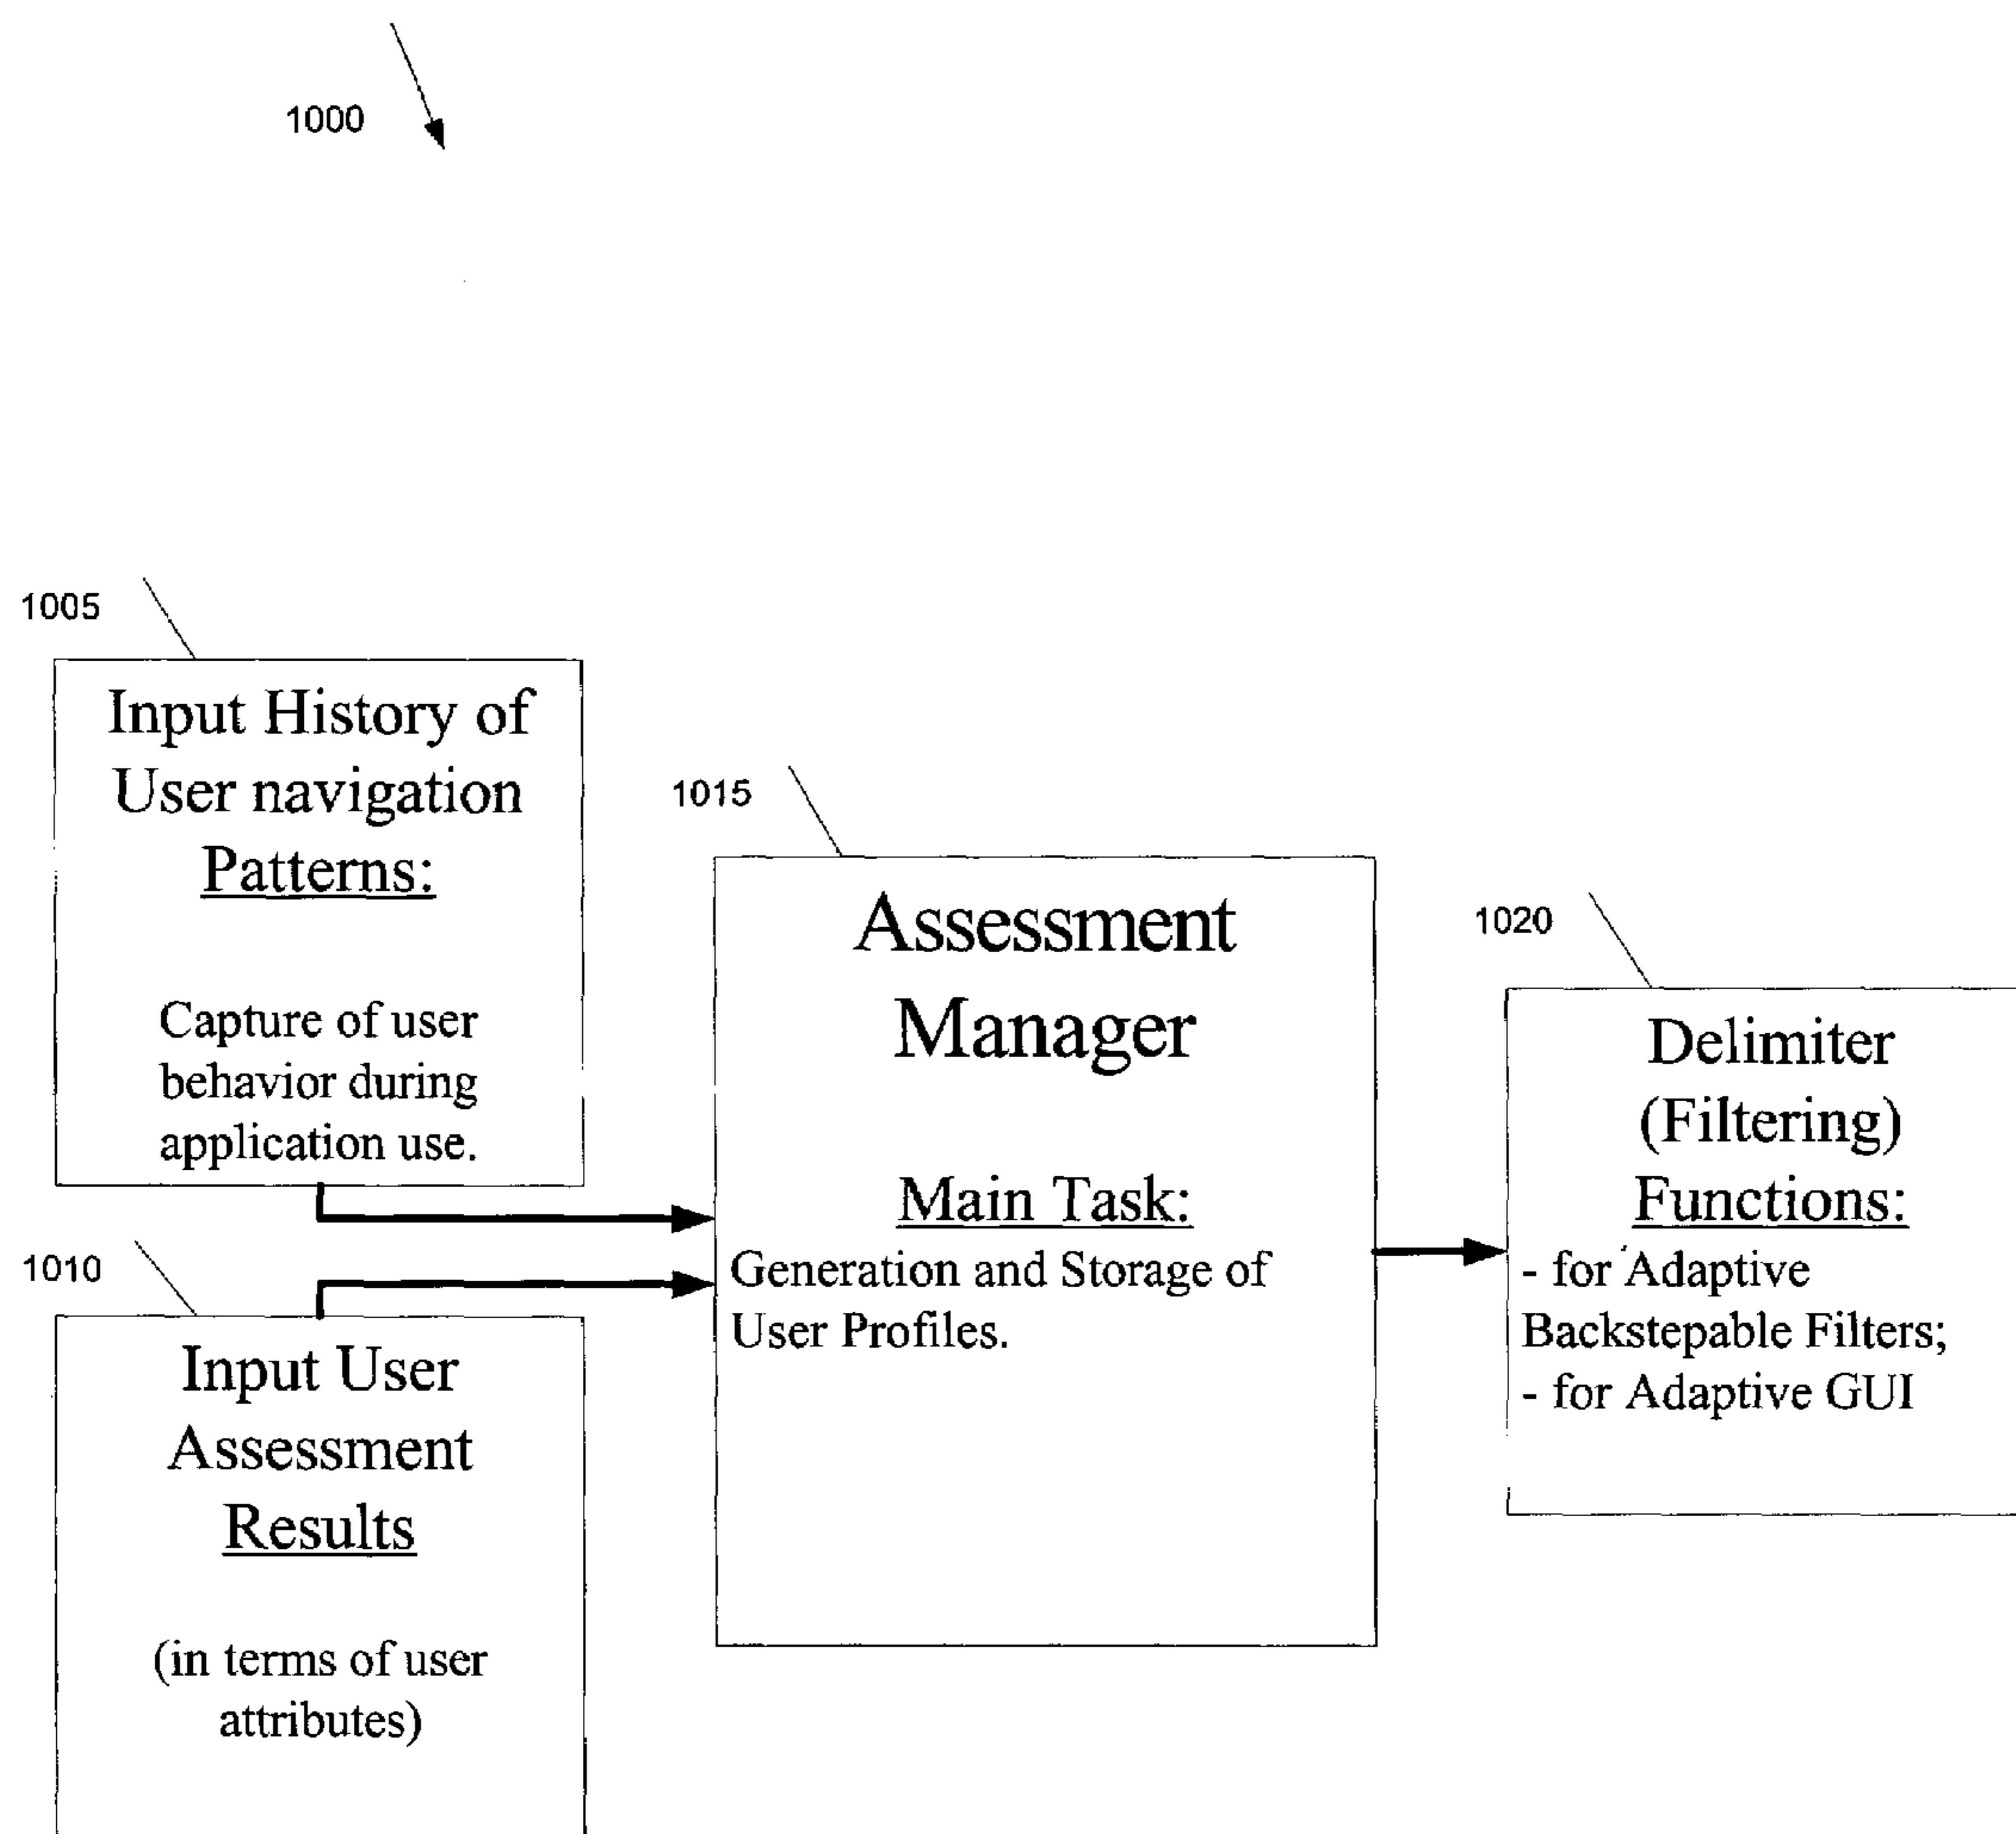 1000
1005
Input History of
User navigation
Patterns:
Capture of user
behavior during
application use.
1010
Input User
Assessment
Results
(in terms of user
attributes)
1015
Assessment
Manager
Main Task:
Generation and Storage of
User Profiles.
1020
Delimiter
(Filtering)
Functions:
- for Adaptive
Backstepable Filters;
- for Adaptive GUI